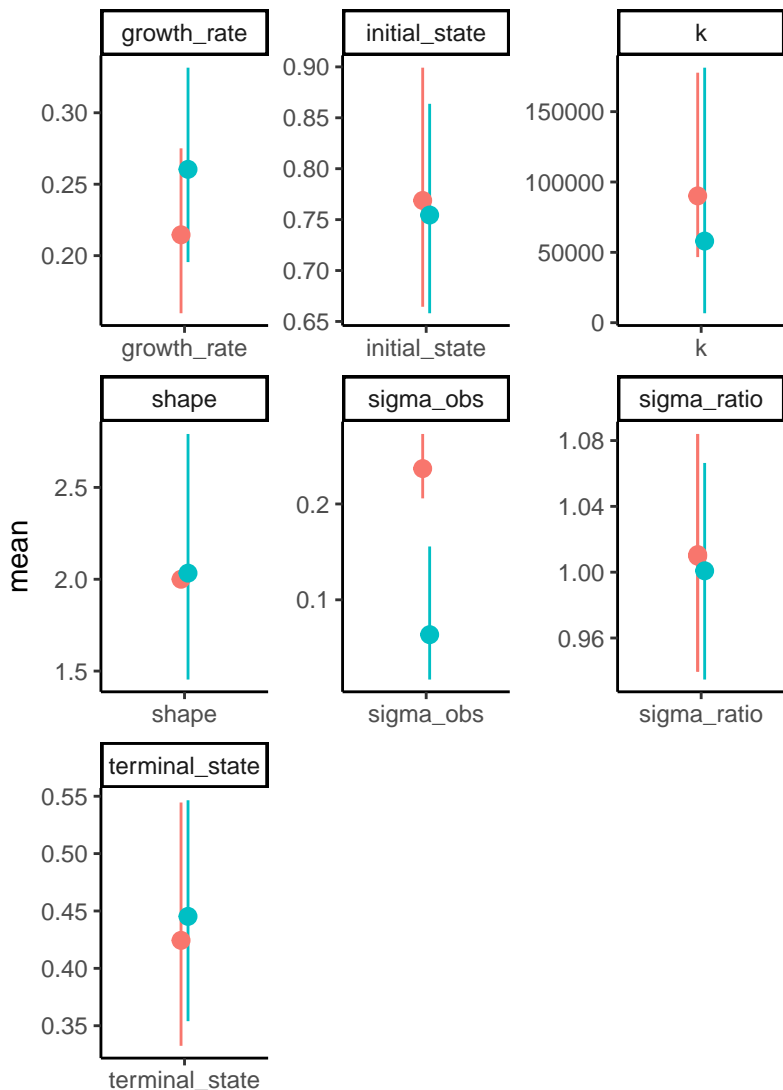 growth_rate
initial_state
k
0.30
0.25
0.20
0.90
0.85
0.80
0.75
0.70
0.65
150000
100000
50000
0
growth_rate
initial_state
k
shape
sigma_obs
sigma_ratio
2.5
2.0
1.5
0.2
0.1
1.08
1.04
1.00
0.96
mean
shape
sigma_obs
sigma_ratio
terminal_state
0.55
0.50
0.45
0.40
0.35
terminal_state